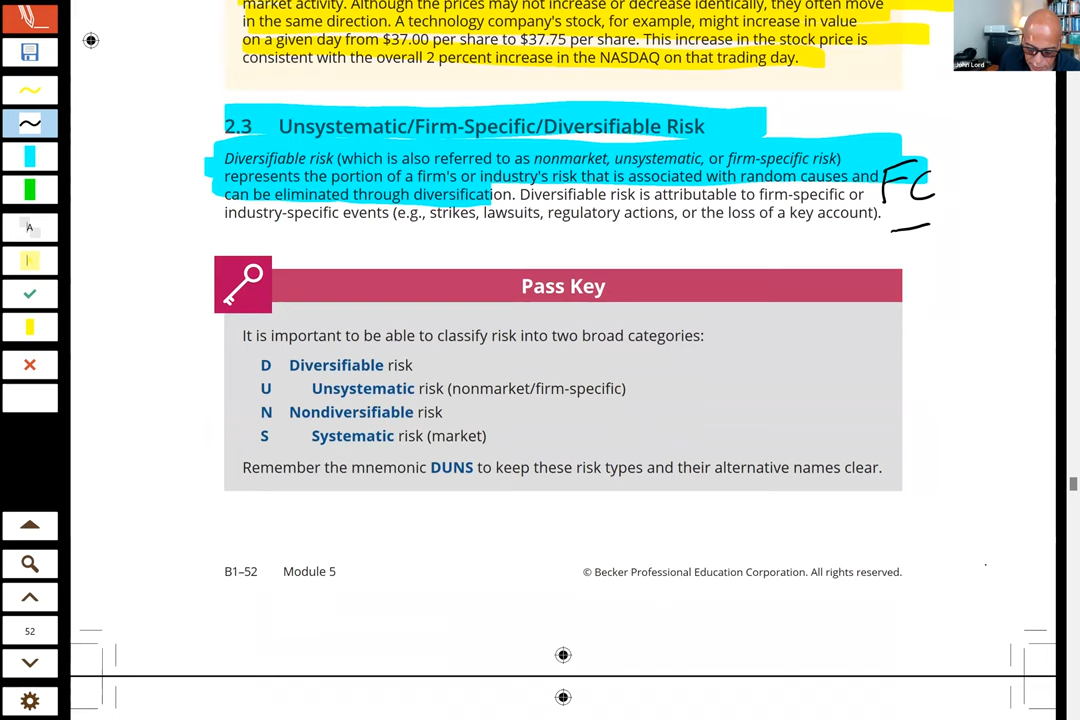 market activity. Although the prices may not increase or decrease identically, they often move
in the same direction. A technology company's stock, for example, might increase in value
on a given day from $37.00 per share to $37.75 per share. This increase in the stock price is
consistent with the overall 2 percent increase in the NASDAQ on that trading day.
John Lord
2.3 Unsystematic/Firm-Specific/Diversifiable Risk
Diversifiable risk (which is also referred to as nonmarket, unsystematic, or firm-specific risk)
represents the portion of a firm's or industry's risk that is associated with random causes and
can be eliminated through diversification. Diversifiable risk is attributable to firm-specific or
industry-specific events (e.g., strikes, lawsuits, regulatory actions, or the loss of a key account).
FC
Pass Key
It is important to be able to classify risk into two broad categories:
D Diversifiable risk
U Unsystematic risk (nonmarket/firm-specific)
N Nondiversifiable risk
S Systematic risk (market)
Remember the mnemonic DUNS to keep these risk types and their alternative names clear.
B1–52 Module 5
© Becker Professional Education Corporation. All rights reserved.
A
52